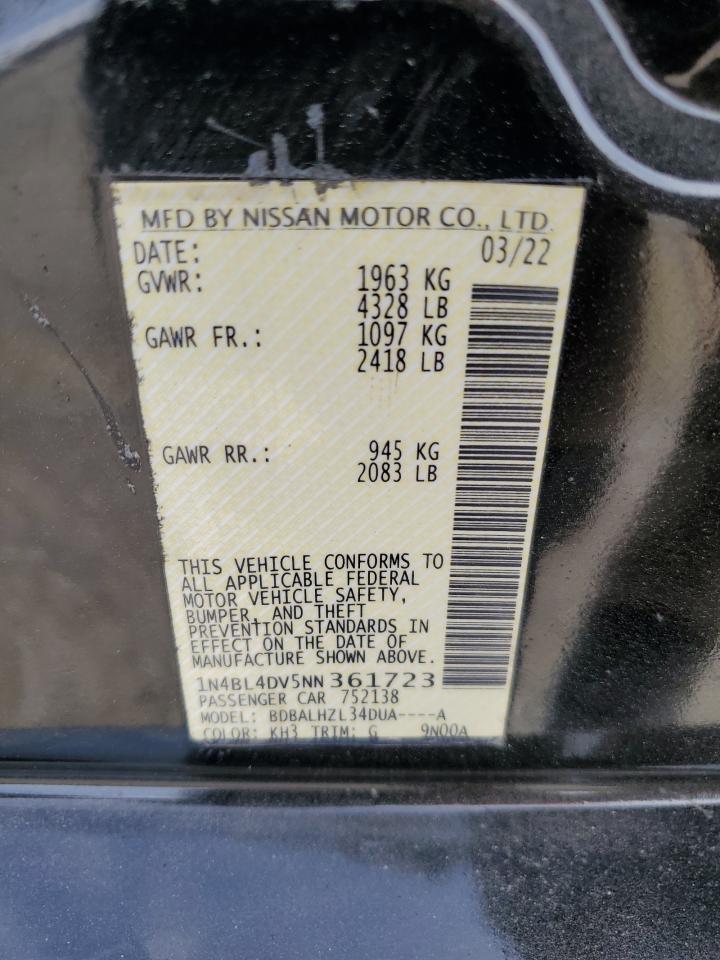 MFD BY NISSAN MOTOR CO., LTD.
DATE: 03/22
GVWR: 1963 KG
4328 LB
GAWR FR.: 1097 KG
2418 LB
GAWR RR.: 945 KG
2083 LB
THIS VEHICLE CONFORMS TO
ALL APPLICABLE FEDERAL
MOTOR VEHICLE SAFETY,
BUMPER, AND THEFT
PREVENTION STANDARDS IN
EFFECT ON THE DATE OF
MANUFACTURE SHOWN ABOVE.
1N4BL4DV5NN361723
PASSENGER CAR 752138
MODEL: BDBALHZL34DUA----A
COLOR: KH3 TRIM: G 9N00A